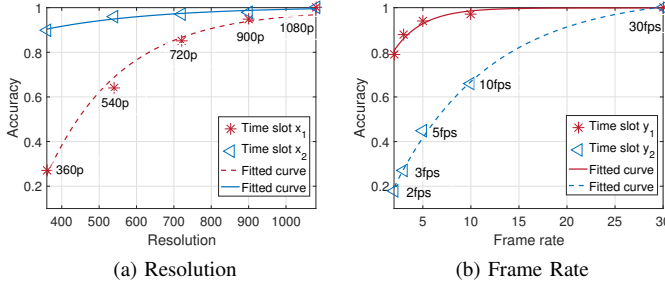 1
0.8
0.6
0.4
0.2
Accuracy
360p
540p
720p
900p
1080p
Time slot x1
Time slot x2
Fitted curve
Fitted curve
400 500 600 700 800 900 1000
Resolution
(a) Resolution
1
0.8
0.6
0.4
0.2
Accuracy
2fps
3fps
5fps
10fps
30fps
Time slot y1
Time slot y2
Fitted curve
Fitted curve
5 10 15 20 25 30
Frame rate
(b) Frame Rate